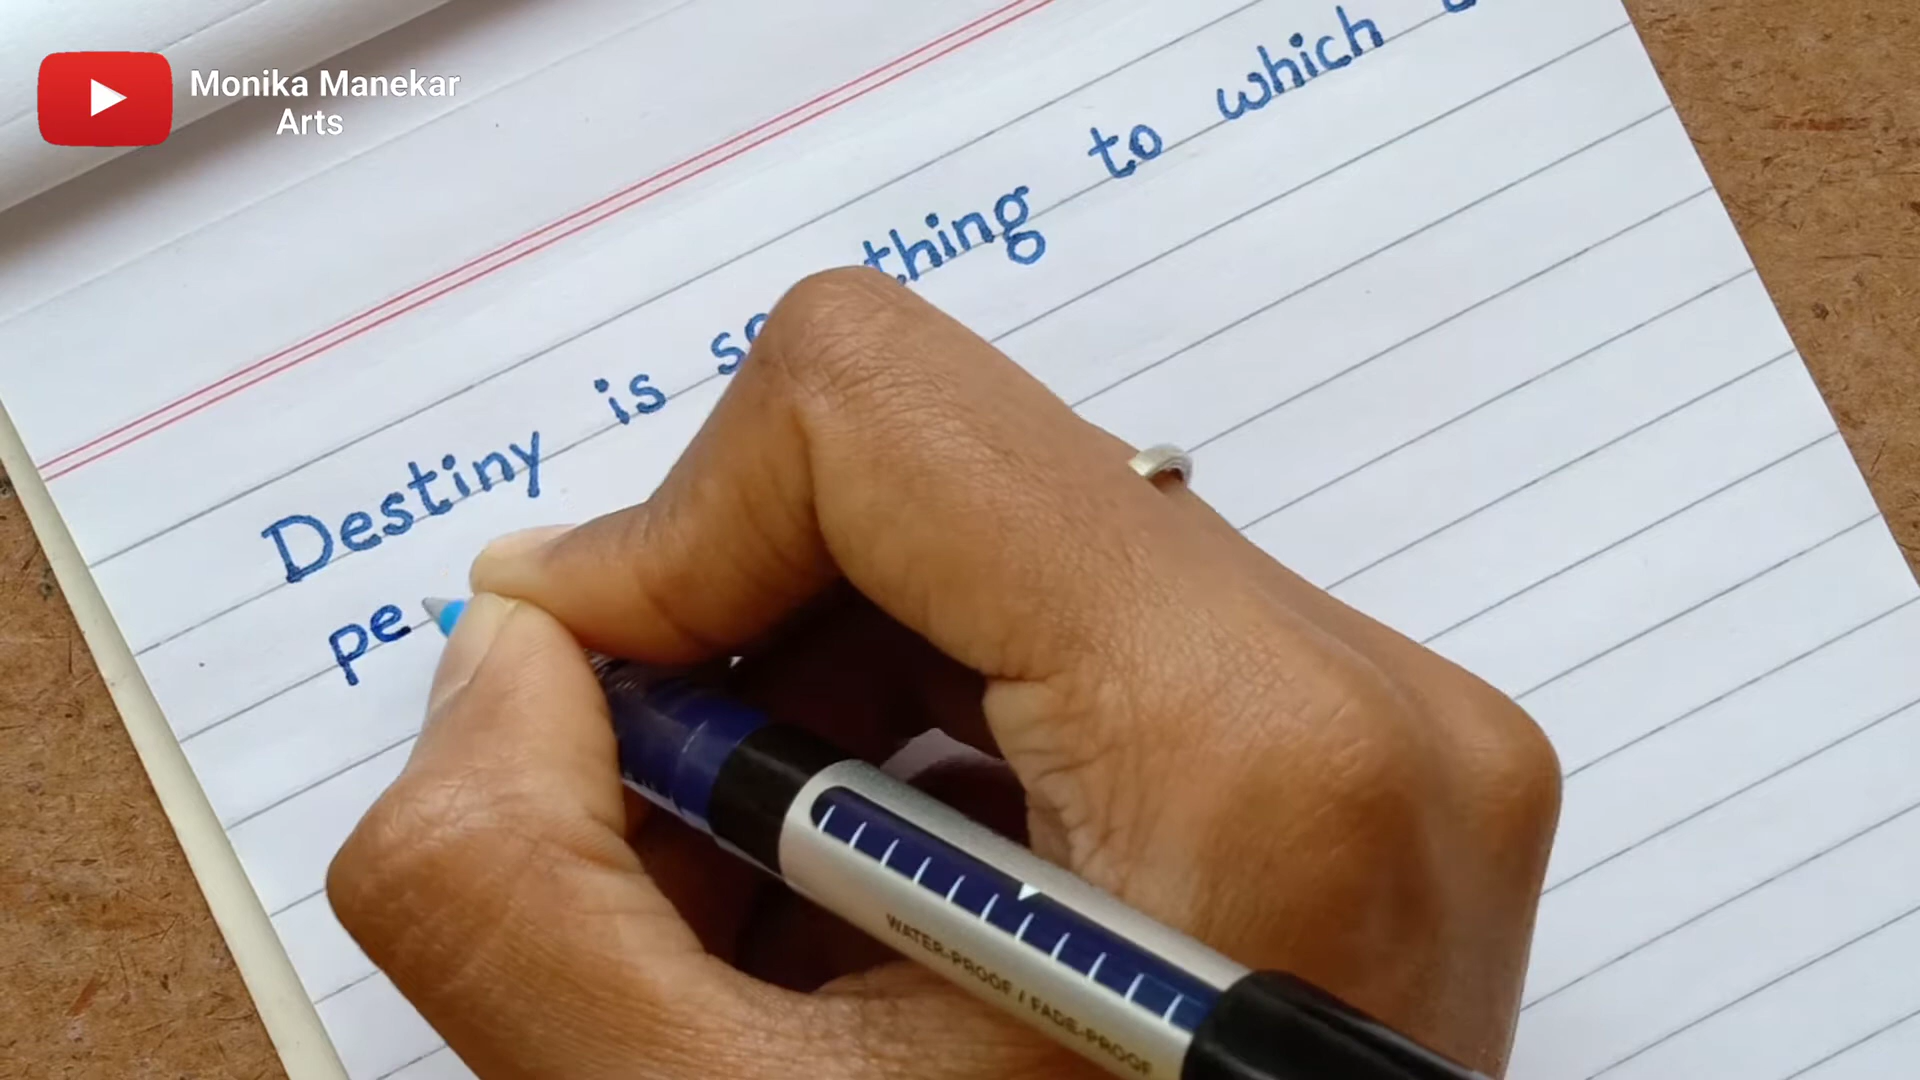 Monika Manekar
Arts
Destiny is so thing to which
pe
WATER-PROOF / FADE-PROOF